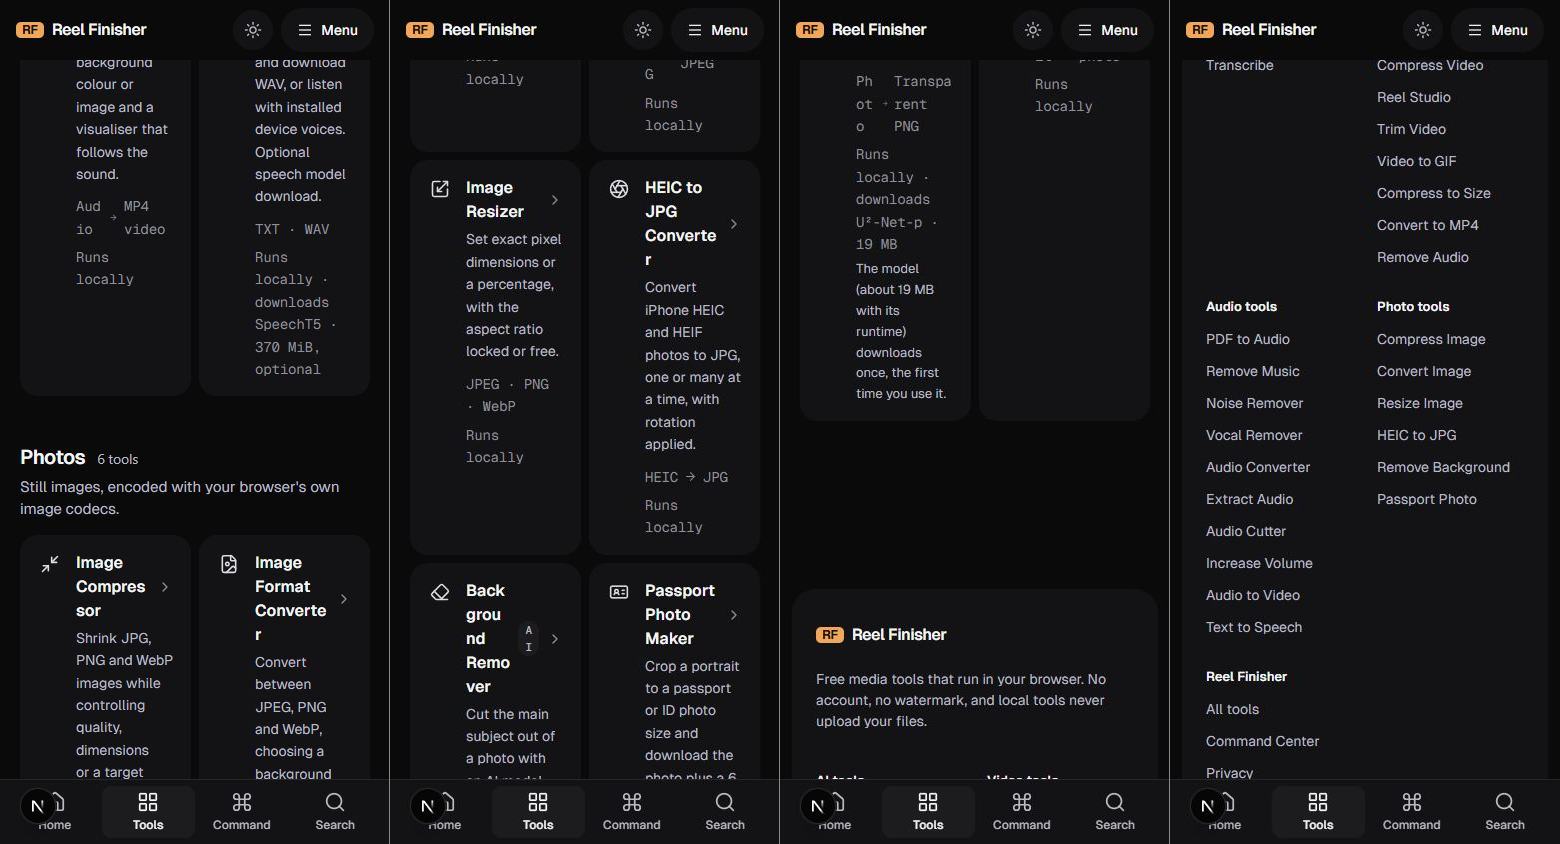 RF Reel Finisher
Menu
background
colour or
image and a
visualiser that
follows the
sound.
Aud → MP4
io video
Runs
locally
and download
WAV, or listen
with installed
device voices.
Optional
speech model
download.
TXT · WAV
Runs
locally ·
downloads
SpeechT5 ·
370 MiB,
optional
Photos 6 tools
Still images, encoded with your browser's own
image codecs.
Image
Compres
sor
Shrink JPG,
PNG and WebP
images while
controlling
quality,
dimensions
or a target
Image
Format
Converte
r
Convert
between
JPEG, PNG
and WebP,
choosing a
background
Home
Tools
Command
Search
RF Reel Finisher
Menu
locally
JPEG
G
Runs
locally
Image
Resizer
Set exact pixel
dimensions or
a percentage,
with the
aspect ratio
locked or free.
JPEG · PNG
· WebP
Runs
locally
HEIC to
JPG
Converte
r
Convert
iPhone HEIC
and HEIF
photos to JPG,
one or many at
a time, with
rotation
applied.
HEIC → JPG
Runs
locally
Back
grou
nd
Remo
ver
A
I
Cut the main
subject out of
a photo with
Passport
Photo
Maker
Crop a portrait
to a passport
or ID photo
size and
download the
photo plus a 6
Home
Tools
Command
Search
RF Reel Finisher
Menu
Ph Transpa
ot → rent
o PNG
Runs
locally ·
downloads
U²-Net-p ·
19 MB
The model
(about 19 MB
with its
runtime)
downloads
once, the first
time you use it.
Runs
locally
RF Reel Finisher
Free media tools that run in your browser. No
account, no watermark, and local tools never
upload your files.
AI tools
Video tools
Home
Tools
Command
Search
RF Reel Finisher
Menu
Transcribe
Compress Video
Reel Studio
Trim Video
Video to GIF
Compress to Size
Convert to MP4
Remove Audio
Audio tools
PDF to Audio
Remove Music
Noise Remover
Vocal Remover
Audio Converter
Extract Audio
Audio Cutter
Increase Volume
Audio to Video
Text to Speech
Photo tools
Compress Image
Convert Image
Resize Image
HEIC to JPG
Remove Background
Passport Photo
Reel Finisher
All tools
Command Center
Privacy
Home
Tools
Command
Search